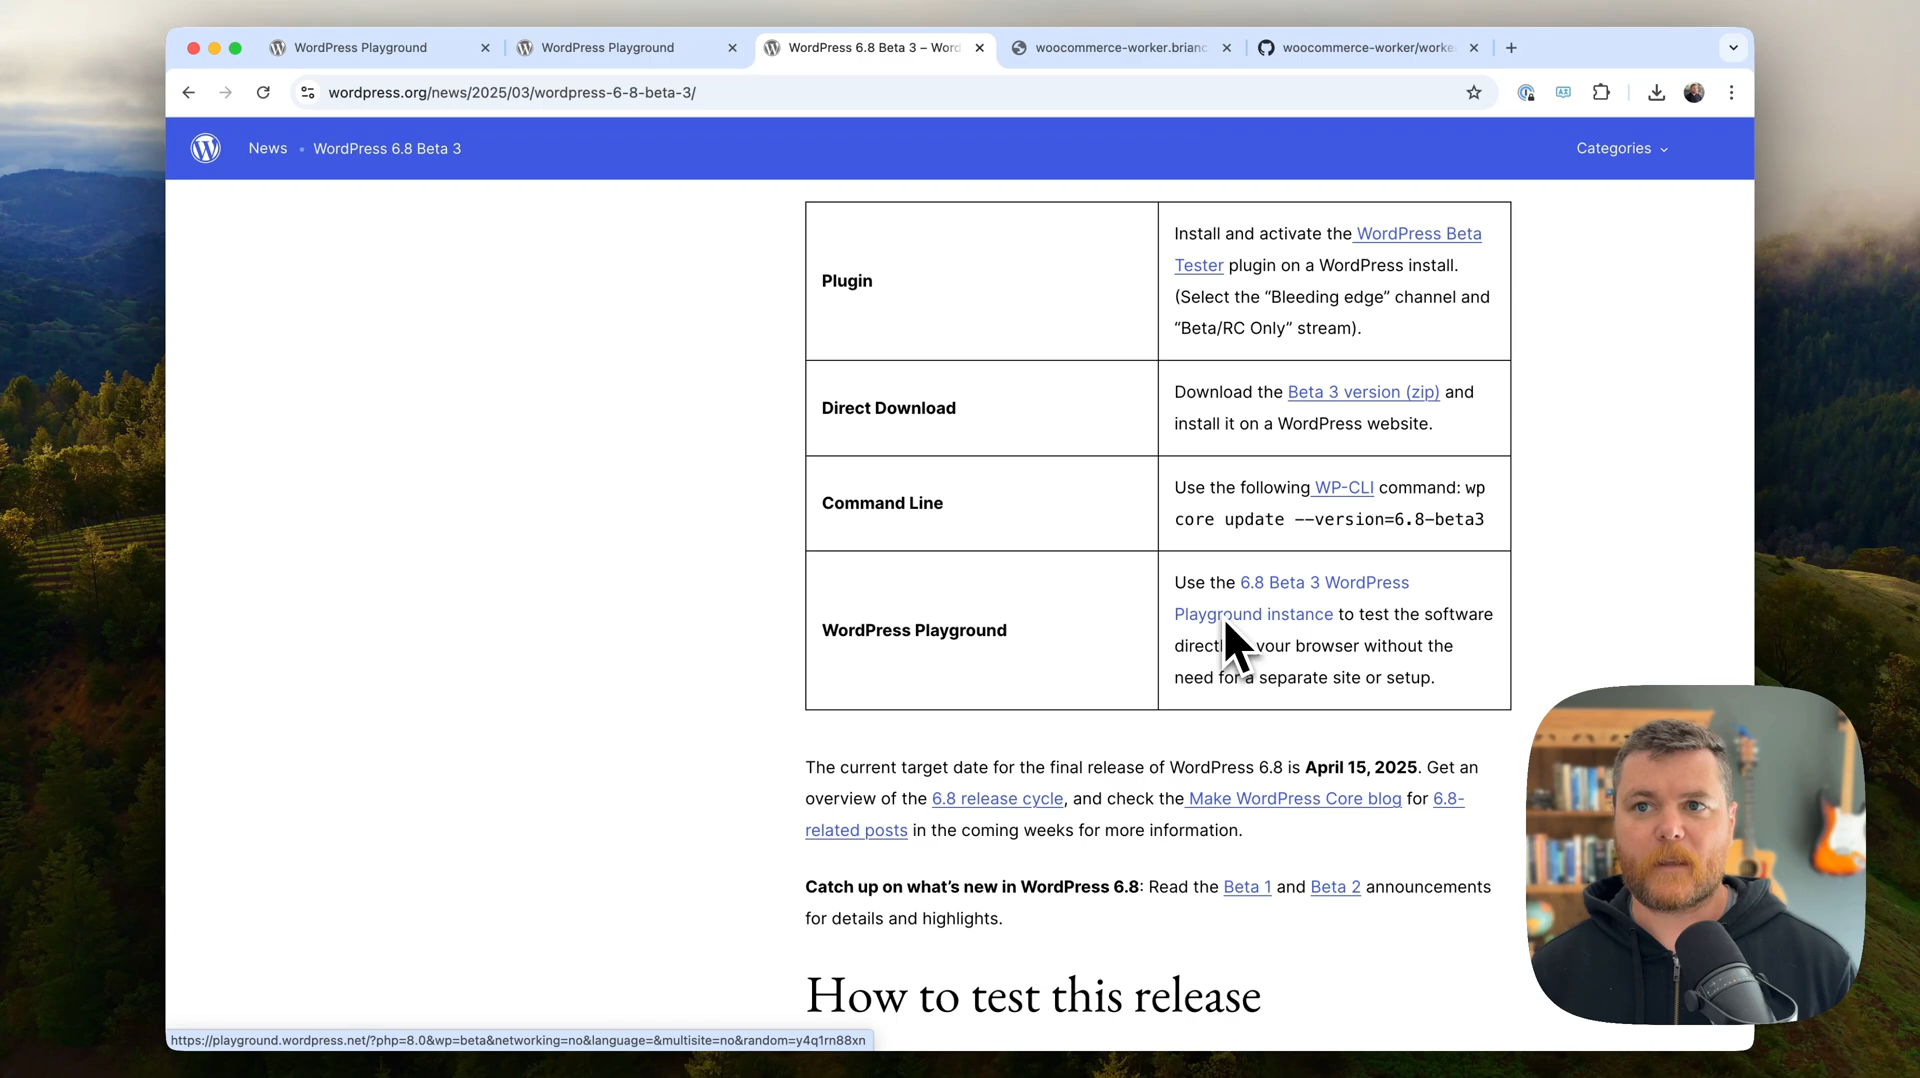 WordPress Playground
WordPress Playground
WordPress 6.8 Beta 3 – Word
woocommerce-worker.brianc
woocommerce-worker/worke
wordpress.org/news/2025/03/wordpress-6-8-beta-3/
News • WordPress 6.8 Beta 3
Categories
Plugin
Install and activate the WordPress Beta
Tester plugin on a WordPress install.
(Select the “Bleeding edge” channel and
“Beta/RC Only” stream).
Direct Download
Download the Beta 3 version (zip) and
install it on a WordPress website.
Command Line
Use the following WP-CLI command: wp
core update --version=6.8-beta3
WordPress Playground
Use the 6.8 Beta 3 WordPress
Playground instance to test the software
your browser without the
need for a separate site or setup.
The current target date for the final release of WordPress 6.8 is April 15, 2025. Get an
overview of the 6.8 release cycle, and check the Make WordPress Core blog for 6.8-
related posts in the coming weeks for more information.
Catch up on what’s new in WordPress 6.8: Read the Beta 1 and Beta 2 announcements
for details and highlights.
How to test this release
https://playground.wordpress.net/?php=8.0&wp=beta&networking=no&language=&multisite=no&random=y4q1rn88xn